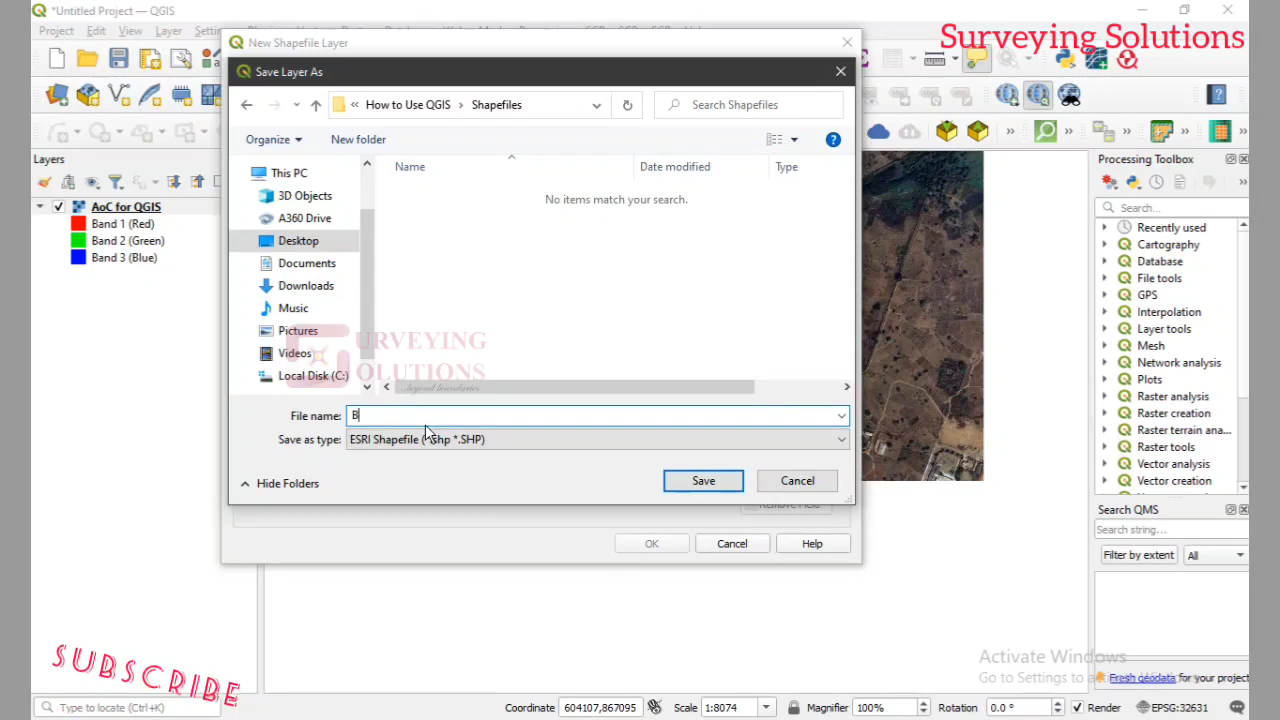 *Untitled Project — QGIS
Surveying Solutions
Project Edit View Layer
New Shapefile Layer
Save Layer As
How to Use QGIS Shapefiles
Search Shapefiles
Organize New folder
Name Date modified Type
No items match your search.
This PC
3D Objects
A360 Drive
Desktop
Documents
Downloads
Music
Pictures
Videos
Local Disk (C:)
URVEYING
OLUTIONS
...beyond boundaries
File name: B
Save as type: ESRI Shapefile (*.shp *.SHP)
Save Cancel
Hide Folders
OK Cancel Help
Layers
AoC for QGIS
Band 1 (Red)
Band 2 (Green)
Band 3 (Blue)
Processing Toolbox
Search...
Recently used
Cartography
Database
File tools
GPS
Interpolation
Layer tools
Mesh
Network analysis
Plots
Raster analysis
Raster creation
Raster terrain ana...
Raster tools
Vector analysis
Vector creation
Search QMS
Search string...
Filter by extent All
Activate Windows
Go to Settings to
Fresh geodata for your project
SUBSCRIBE
Type to locate (Ctrl+K) Coordinate 604107,867095 Scale 1:8074 Magnifier 100% Rotation 0.0 ° Render EPSG:32631